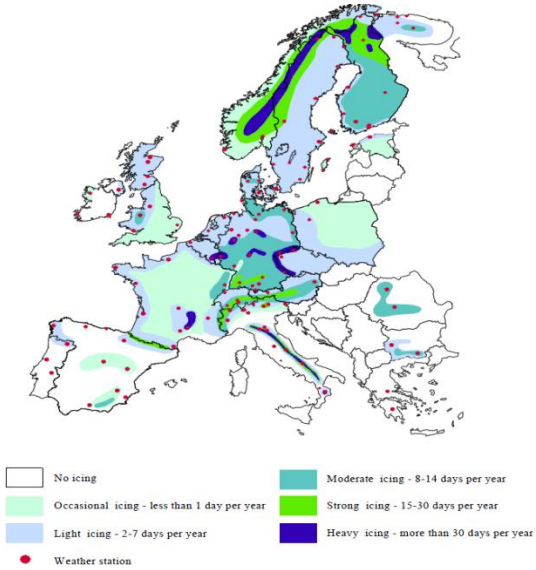 No icing
Occasional icing - less than 1 day per year
Light icing - 2-7 days per year
Weather station
Moderate icing - 8-14 days per year
Strong icing - 15-30 days per year
Heavy icing - more than 30 days per year